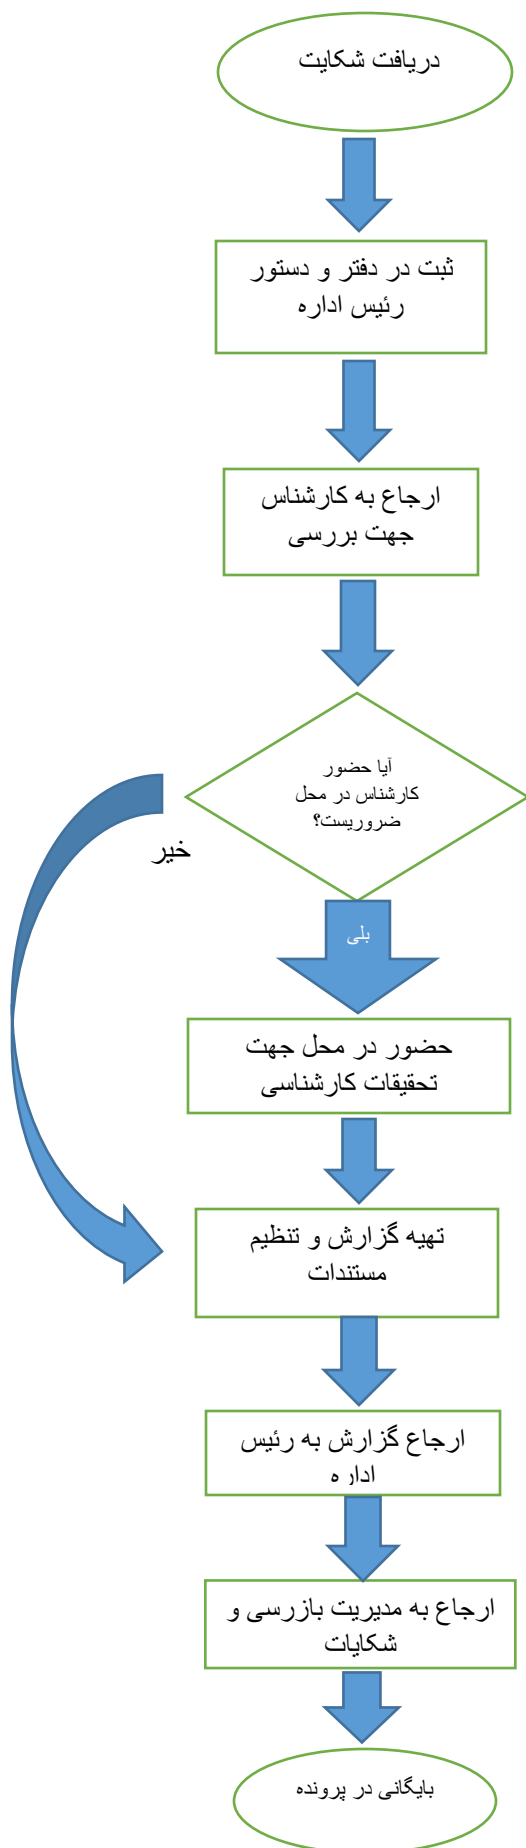 دریافت شکایت
ثبت در دفتر و دستور
رئیس اداره
ارجاع به کارشناس
جهت بررسی
آیا حضور
کارشناس در محل
ضروریست؟
خیر
بلی
حضور در محل جهت
تحقیقات کارشناسی
تهیه گزارش و تنظیم
مستندات
ارجاع گزارش به رئیس
اداره
ارجاع به مدیریت بازرسی و
شکایات
بایگانی در پرونده